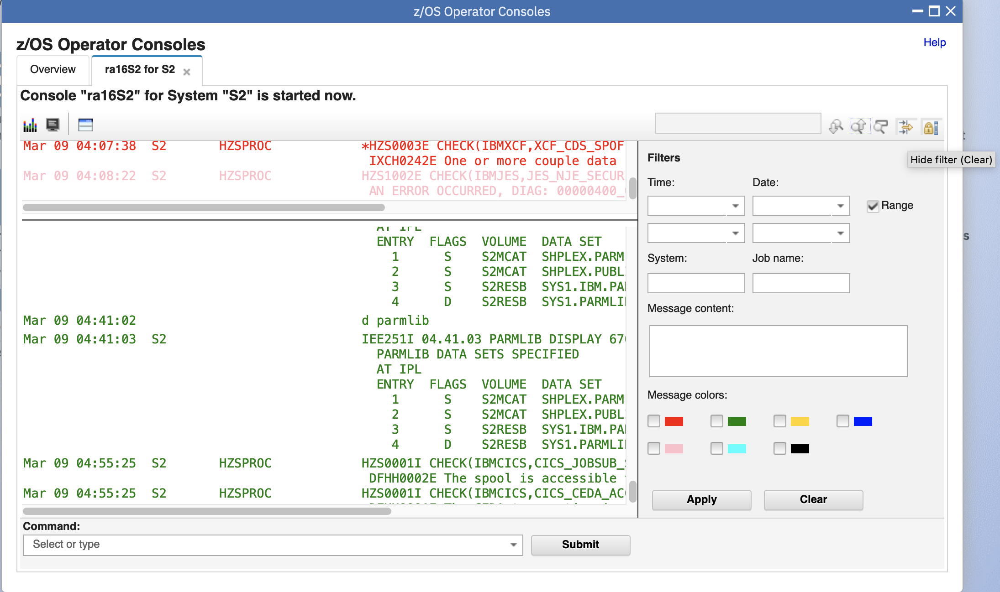 z/OS Operator Consoles
z/OS Operator Consoles
Help
Overview
ra16S2 for S2
Console "ra16S2" for System "S2" is started now.
Mar 09 04:07:38 S2 HZSPROC *HZS0003E CHECK(IBMXCF,XCF_CDS_SPOF
IXCH0242E One or more couple data
Mar 09 04:08:22 S2 HZSPROC HZS1002E CHECK(IBMJES,JES_NJE_SECUR
AN ERROR OCCURRED, DIAG: 00000400_
AT IPL
ENTRY FLAGS VOLUME DATA SET
1 S S2MCAT SHPLEX.PARM
2 S S2MCAT SHPLEX.PUBL
3 S S2RESB SYS1.IBM.PA
4 D S2RESB SYS1.PARMLI
Mar 09 04:41:02 d parmlib
Mar 09 04:41:03 S2 IEE251I 04.41.03 PARMLIB DISPLAY 67
PARMLIB DATA SETS SPECIFIED
AT IPL
ENTRY FLAGS VOLUME DATA SET
1 S S2MCAT SHPLEX.PARM
2 S S2MCAT SHPLEX.PUBL
3 S S2RESB SYS1.IBM.PA
4 D S2RESB SYS1.PARMLI
Mar 09 04:55:25 S2 HZSPROC HZS0001I CHECK(IBMCICS,CICS_JOBSUB_
DFHH0002E The spool is accessible
Mar 09 04:55:25 S2 HZSPROC HZS0001I CHECK(IBMCICS,CICS_CEDA_AC
Filters
Hide filter (Clear)
Time:
Date:
Range
System:
Job name:
Message content:
Message colors:
Apply
Clear
Command:
Select or type
Submit